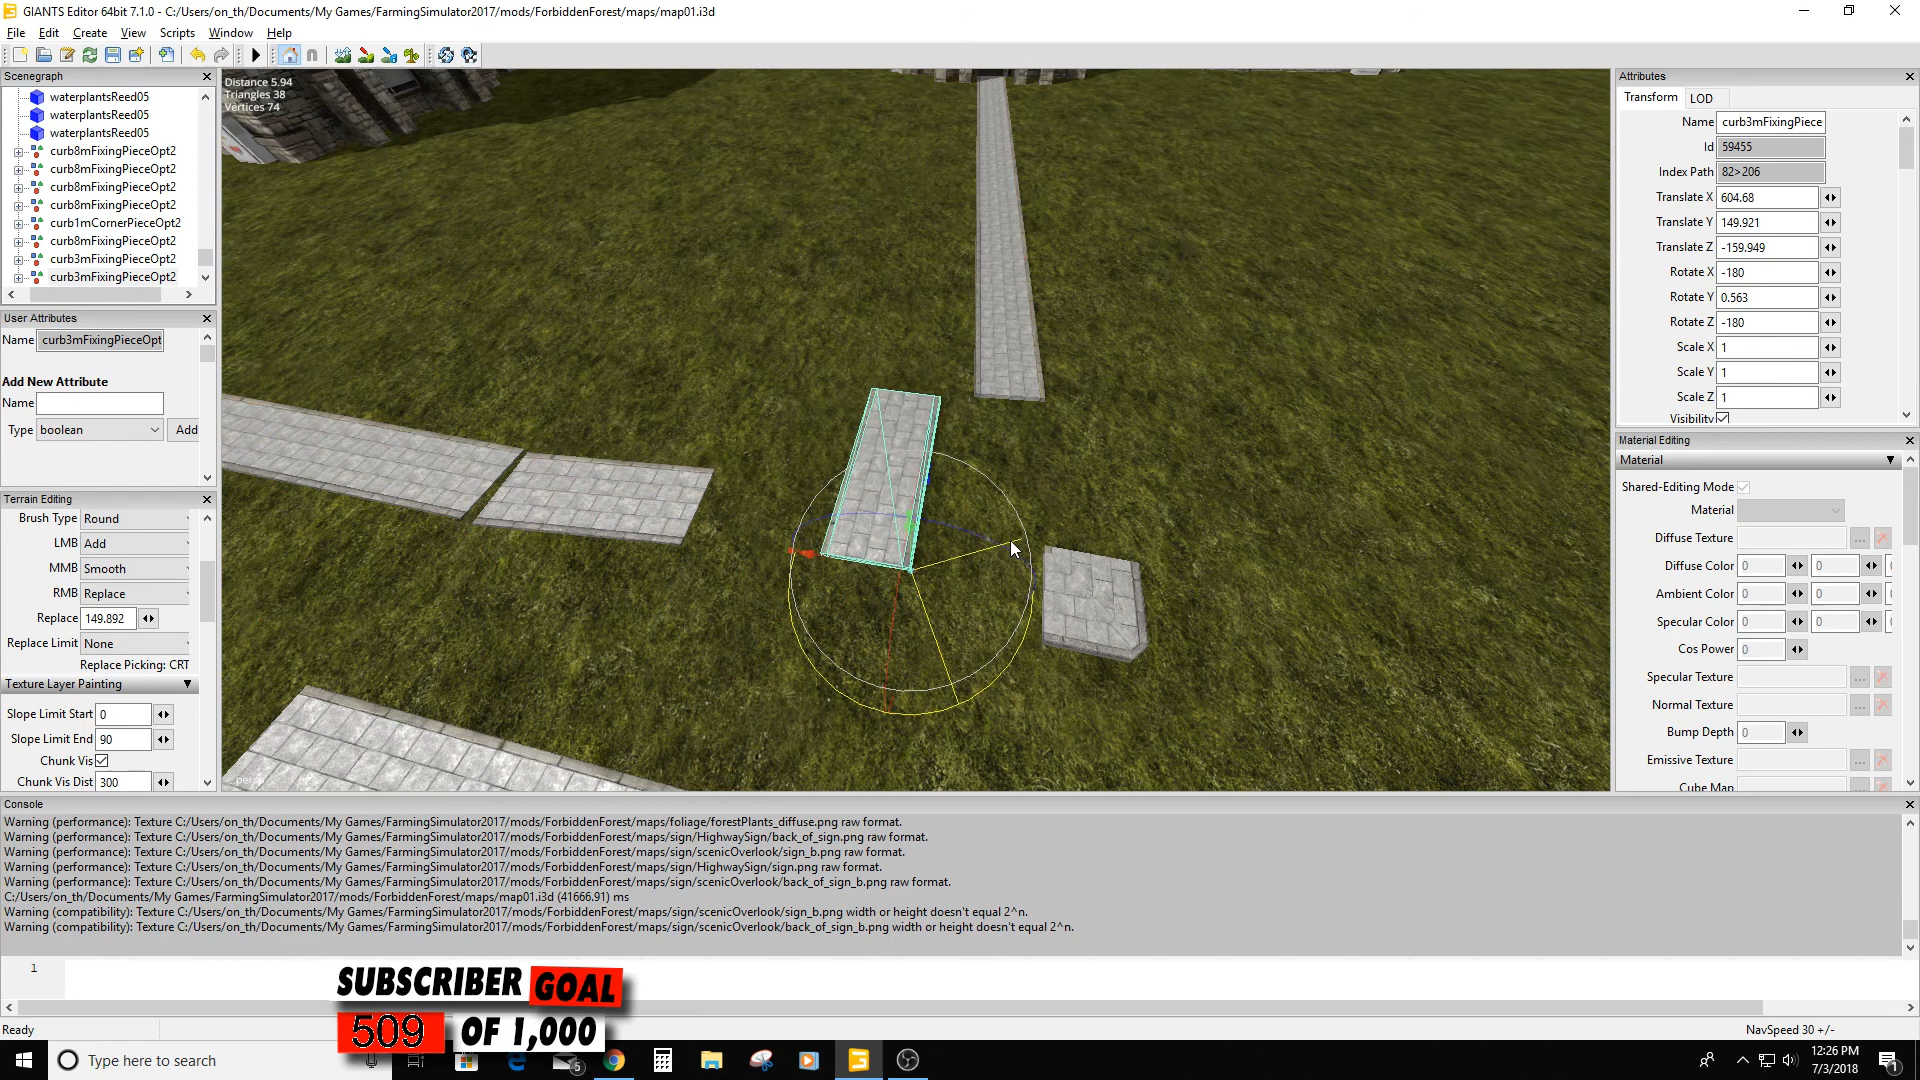 GIANTS Editor 64bit 7.1.0 - C:/Users/on_th/Documents/My Games/FarmingSimulator2017/mods/ForbiddenForest/maps/map01.i3d
File Edit Create View Scripts Window Help
Scenegraph
waterplantsReed05
waterplantsReed05
waterplantsReed05
curb8mFixingPieceOpt2
curb8mFixingPieceOpt2
curb8mFixingPieceOpt2
curb8mFixingPieceOpt2
curb1mCornerPieceOpt2
curb8mFixingPieceOpt2
curb3mFixingPieceOpt2
curb3mFixingPieceOpt2
User Attributes
Name curb3mFixingPieceOpt
Add New Attribute
Name
Type boolean Add
Terrain Editing
Brush Type Round
LMB Add
MMB Smooth
RMB Replace
Replace 149.892
Replace Limit None
Replace Picking: CRT
Texture Layer Painting
Slope Limit Start 0
Slope Limit End 90
Chunk Vis
Chunk Vis Dist 300
Distance 5.94
Triangles 38
Vertices 74
Attributes
Transform LOD
Name curb3mFixingPiece
Id 59455
Index Path 82>206
Translate X 604.68
Translate Y 149.921
Translate Z -159.949
Rotate X -180
Rotate Y 0.563
Rotate Z -180
Scale X 1
Scale Y 1
Scale Z 1
Visibility
Material Editing
Material
Shared-Editing Mode
Material
Diffuse Texture ...
Diffuse Color 0 0
Ambient Color 0 0
Specular Color 0 0
Cos Power 0
Specular Texture ...
Normal Texture ...
Bump Depth 0
Emissive Texture ...
Cube Map
Console
Warning (performance): Texture C:/Users/on_th/Documents/My Games/FarmingSimulator2017/mods/ForbiddenForest/maps/foliage/forestPlants_diffuse.png raw format.
Warning (performance): Texture C:/Users/on_th/Documents/My Games/FarmingSimulator2017/mods/ForbiddenForest/maps/sign/HighwaySign/back_of_sign.png raw format.
Warning (performance): Texture C:/Users/on_th/Documents/My Games/FarmingSimulator2017/mods/ForbiddenForest/maps/sign/scenicOverlook/sign_b.png raw format.
Warning (performance): Texture C:/Users/on_th/Documents/My Games/FarmingSimulator2017/mods/ForbiddenForest/maps/sign/HighwaySign/sign.png raw format.
Warning (performance): Texture C:/Users/on_th/Documents/My Games/FarmingSimulator2017/mods/ForbiddenForest/maps/sign/scenicOverlook/back_of_sign_b.png raw format.
C:/Users/on_th/Documents/My Games/FarmingSimulator2017/mods/ForbiddenForest/maps/map01.i3d (41666.91) ms
Warning (compatibility): Texture C:/Users/on_th/Documents/My Games/FarmingSimulator2017/mods/ForbiddenForest/maps/sign/scenicOverlook/sign_b.png width or height doesn't equal 2^n.
Warning (compatibility): Texture C:/Users/on_th/Documents/My Games/FarmingSimulator2017/mods/ForbiddenForest/maps/sign/scenicOverlook/back_of_sign_b.png width or height doesn't equal 2^n.
1
SUBSCRIBER GOAL
509 OF 1,000
Ready
NavSpeed 30 +/-
Type here to search
5
12:26 PM
7/3/2018
1